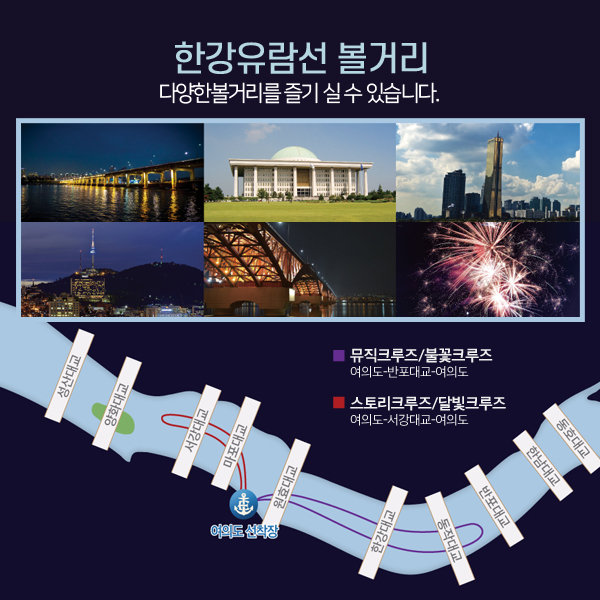 한강유람선 볼거리
다양한볼거리를 즐기 실 수 있습니다.
뮤직크루즈/불꽃크루즈
여의도-반포대교-여의도
스토리크루즈/달빛크루즈
여의도-서강대교-여의도
성산대교
양화대교
서강대교
마포대교
원효대교
한강대교
동작대교
반포대교
한남대교
동호대교
여의도 선착장